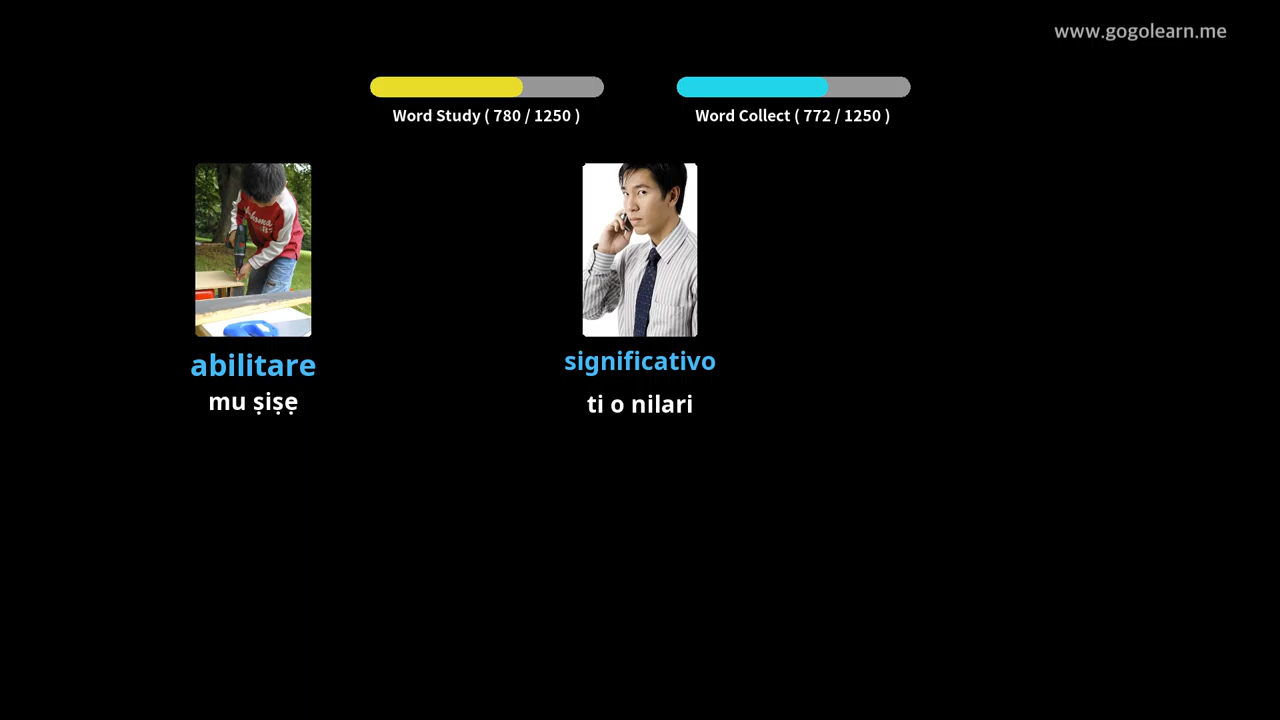 www.gogolearn.me
Word Study ( 780 / 1250 )
Word Collect ( 772 / 1250 )
abilitare
mu ṣiṣẹ
significativo
ti o nilari